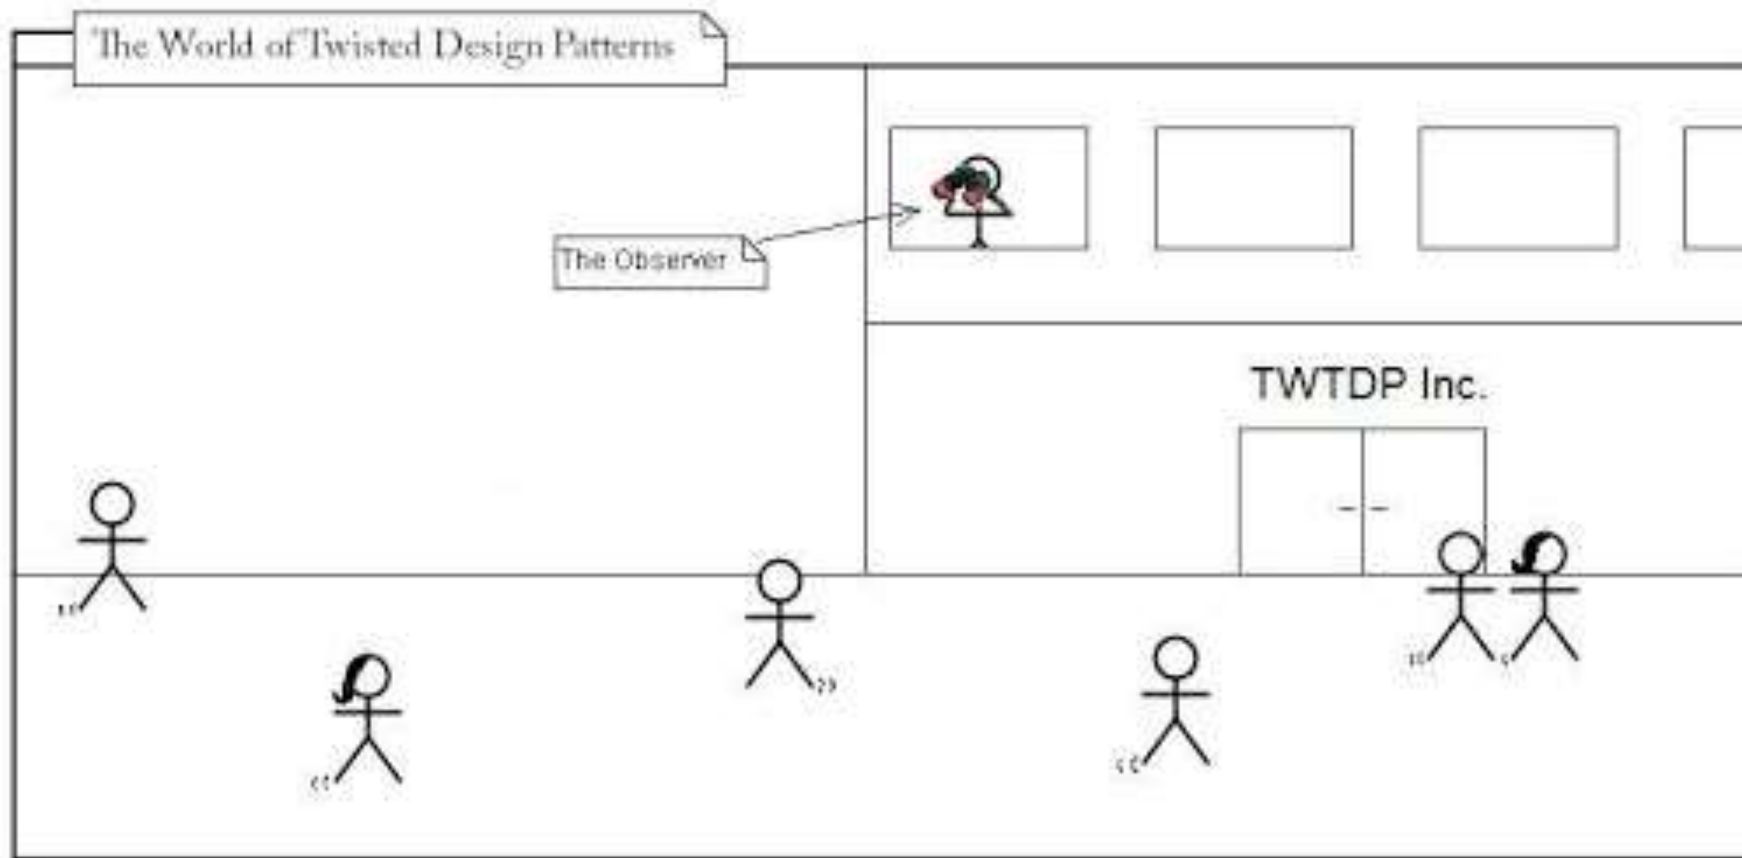 The World of Twisted Design Patterns
The Observer
TWTDP Inc.